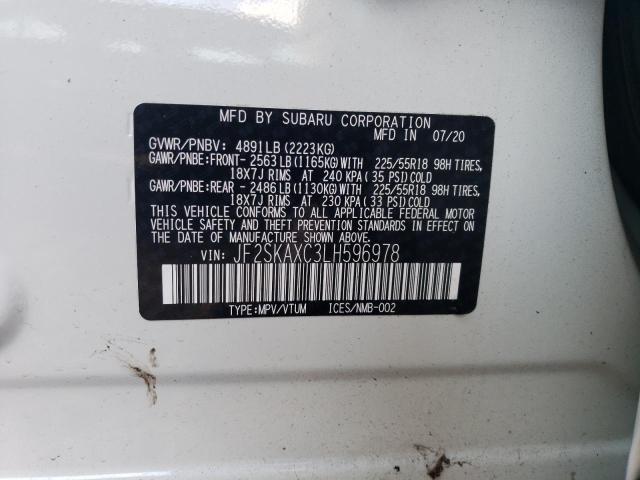 MFD BY SUBARU CORPORATION
MFD IN 07/20
GVWR/PNBV: 4891LB(2223KG)
GAWR/PNBE:FRONT-2563LB(1165KG)WITH 225/55R18 98H TIRES,
18X7J RIMS AT 240 KPA(35 PSI)COLD
GAWR/PNBE:REAR -2486LB(1130KG)WITH 225/55R18 98H TIRES,
18X7J RIMS AT 230 KPA(33 PSI)COLD
THIS VEHICLE CONFORMS TO ALL APPLICABLE FEDERAL MOTOR
VEHICLE SAFETY AND THEFT PREVENTION STANDARDS IN EFFECT
ON THE DATE OF MANUFACTURE SHOWN ABOVE.
VIN: JF2SKAXC3LH596978
TYPE:MPV/VTUM ICES/NMB-002